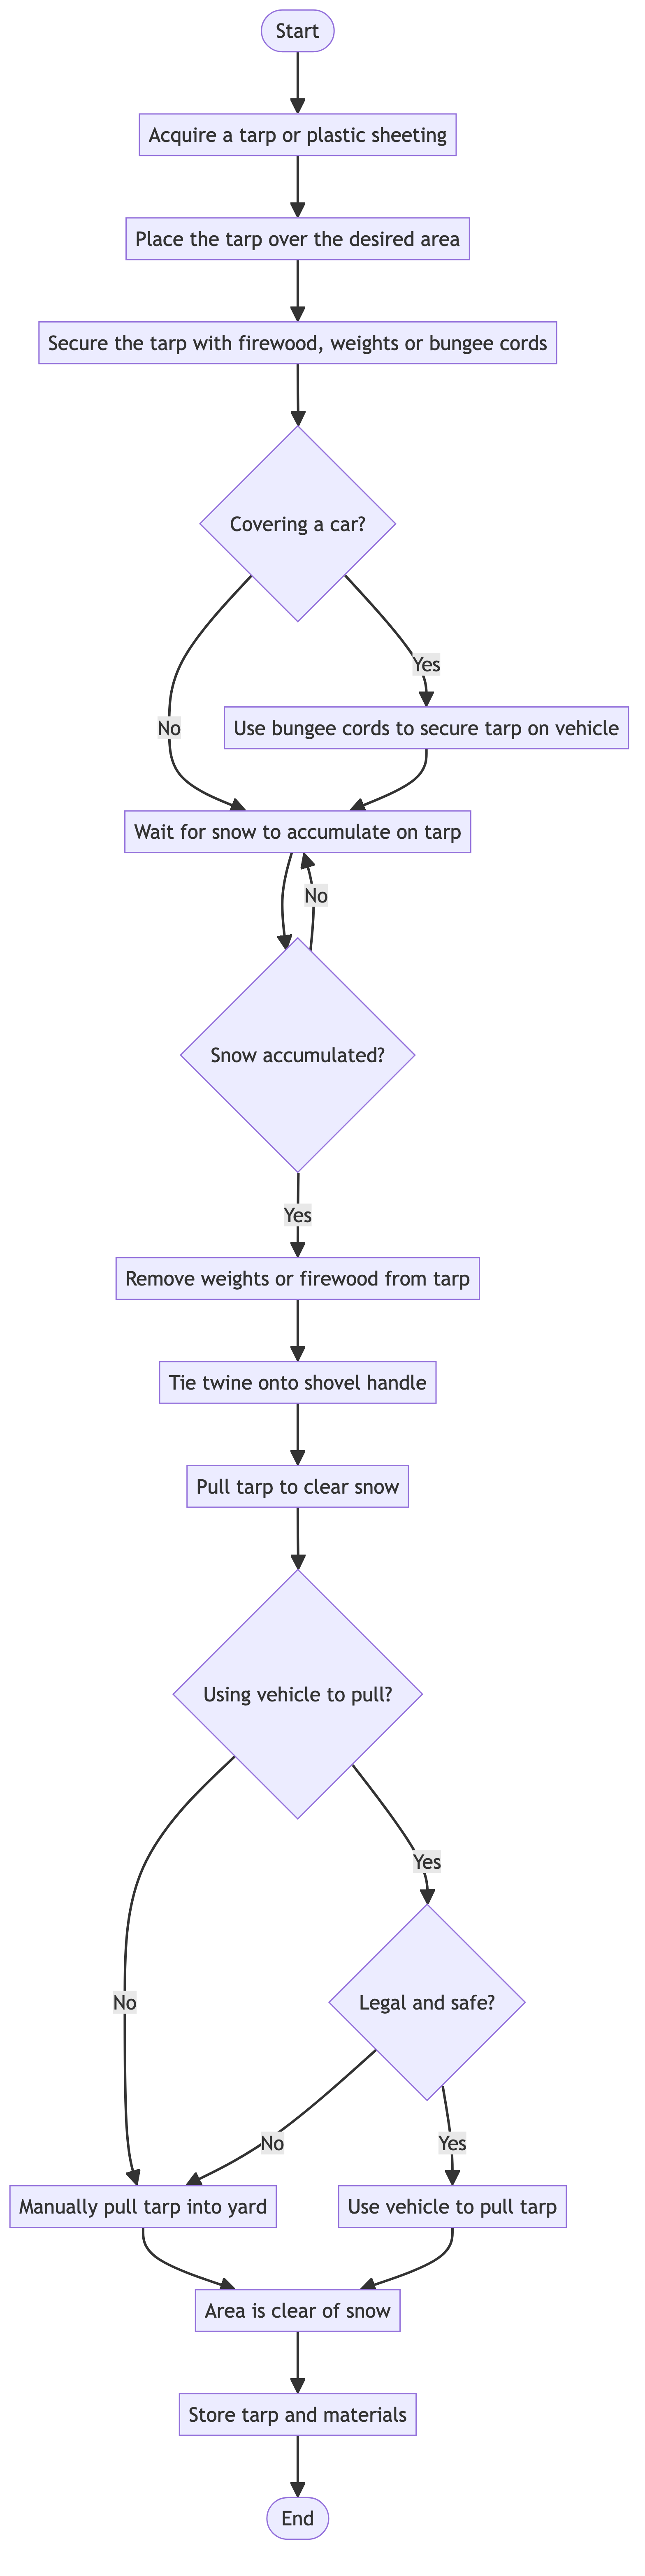 Start
Acquire a tarp or plastic sheeting
Place the tarp over the desired area
Secure the tarp with firewood, weights or bungee cords
Covering a car?
Yes
No
Use bungee cords to secure tarp on vehicle
Wait for snow to accumulate on tarp
No
Snow accumulated?
Yes
Remove weights or firewood from tarp
Tie twine onto shovel handle
Pull tarp to clear snow
Using vehicle to pull?
Yes
No
Legal and safe?
No
Yes
Manually pull tarp into yard
Use vehicle to pull tarp
Area is clear of snow
Store tarp and materials
End